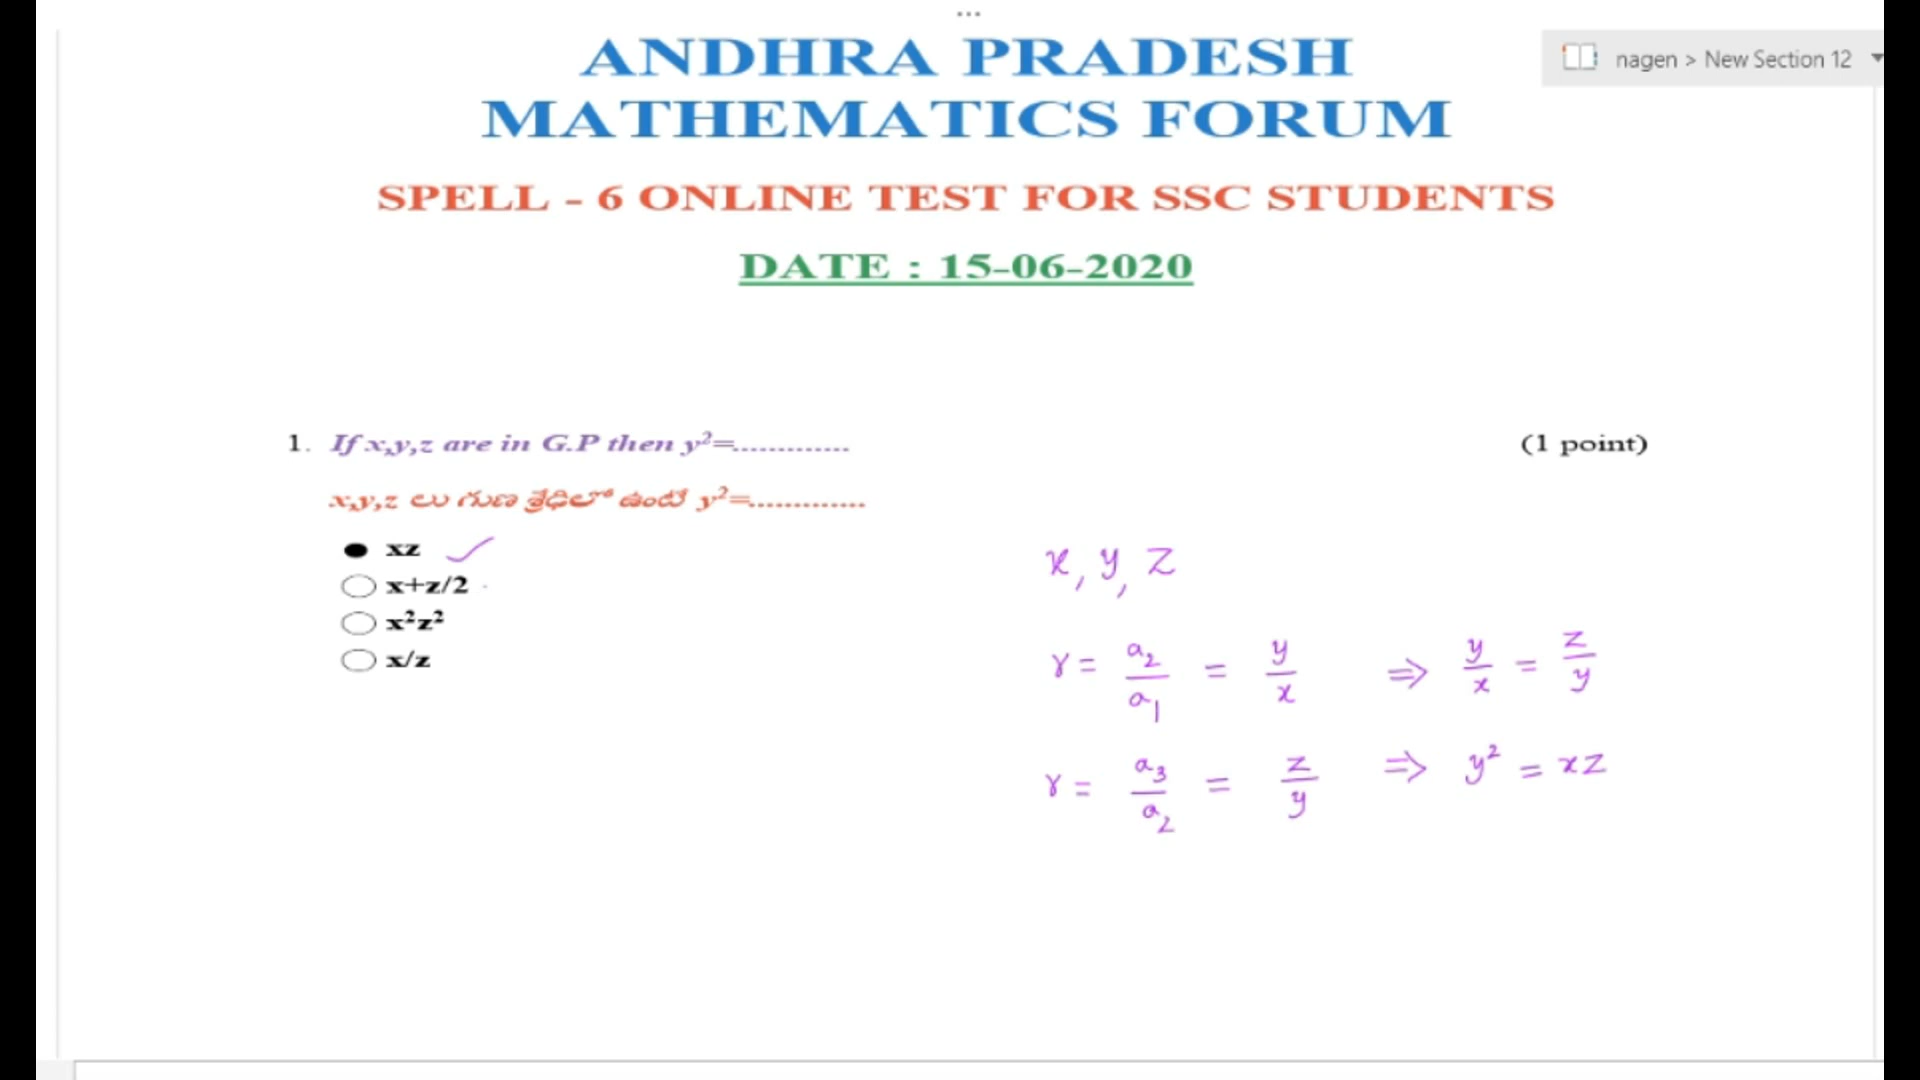 ...
ANDHRA PRADESH
nagen > New Section 12
MATHEMATICS FORUM
SPELL - 6 ONLINE TEST FOR SSC STUDENTS
DATE : 15-06-2020
1. If x,y,z are in G.P then y²=............. (1 point)
x,y,z లు గుణ శ్రేఢిలో ఉంటే y²=.............
xz ✓
x+z/2
x²z²
x/z
x, y, z
r = a₂/a₁ = y/x ⇒ y/x = z/y
r = a₃/a₂ = z/y ⇒ y² = xz